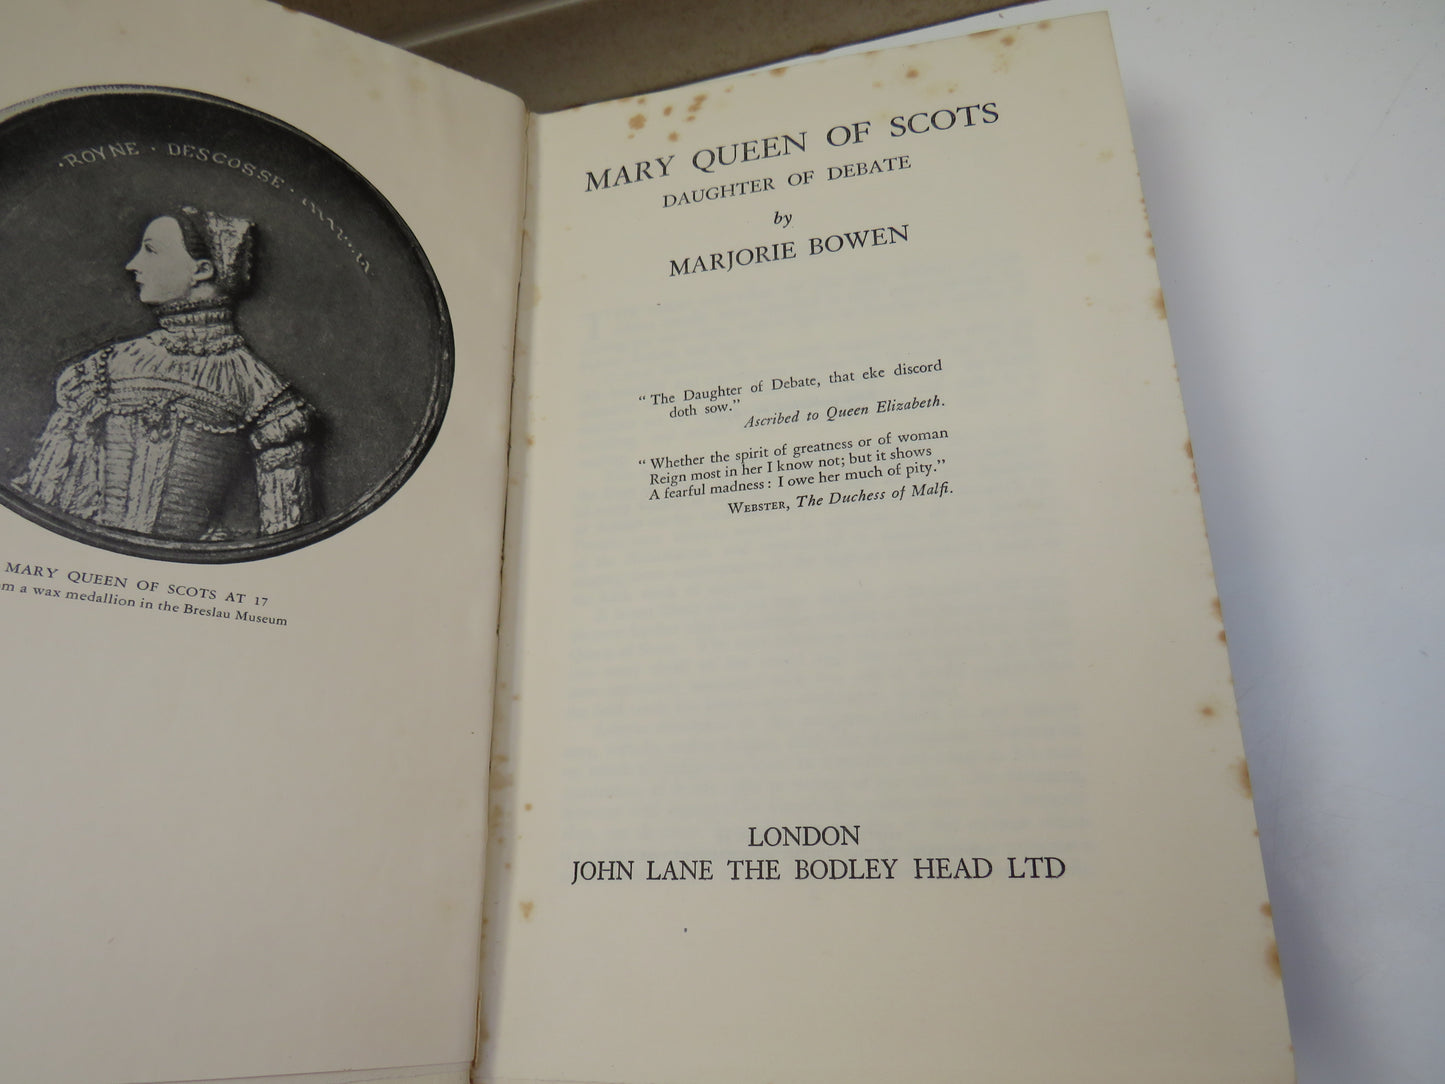 ·ROYNE · DESCOSSE·
MARY QUEEN OF SCOTS AT 17
a wax medallion in the Breslau Museum
MARY QUEEN OF SCOTS
DAUGHTER OF DEBATE
by
MARJORIE BOWEN
“ The Daughter of Debate, that eke discord
doth sow.”
Ascribed to Queen Elizabeth.
“ Whether the spirit of greatness or of woman
Reign most in her I know not; but it shows
A fearful madness: I owe her much of pity.”
WEBSTER, The Duchess of Malfi.
LONDON
JOHN LANE THE BODLEY HEAD LTD